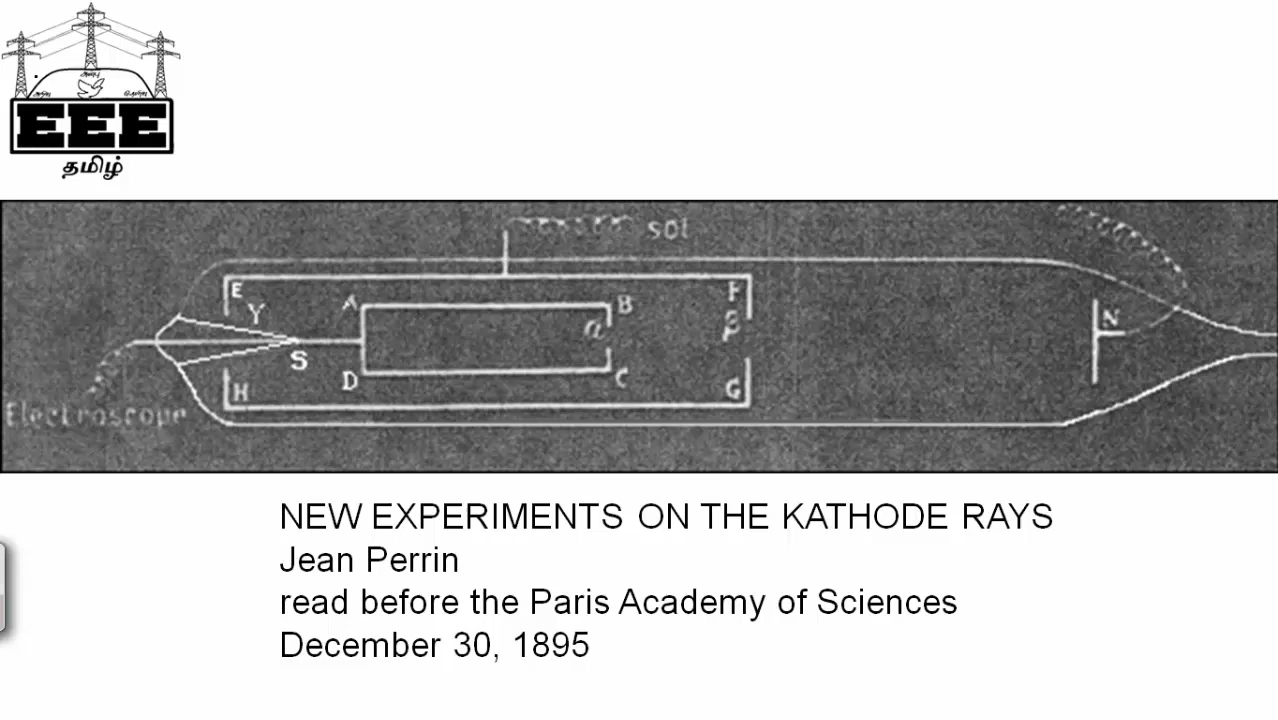 EEE
தமிழ்
sol
E
Y
A
B
α
F
β
N
S
D
C
H
G
Electroscope
NEW EXPERIMENTS ON THE KATHODE RAYS
Jean Perrin
read before the Paris Academy of Sciences
December 30, 1895